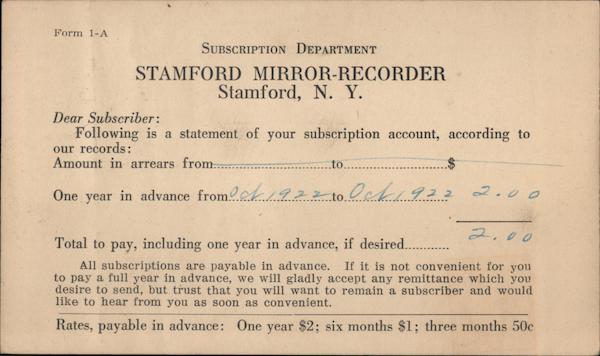 Form 1-A
Subscription Department
STAMFORD MIRROR-RECORDER
Stamford, N. Y.
Dear Subscriber:
Following is a statement of your subscription account, according to
our records:
Amount in arrears from to $
One year in advance from Oct 1922 to Oct 1922 2.00
2.00
Total to pay, including one year in advance, if desired
All subscriptions are payable in advance. If it is not convenient for you
to pay a full year in advance, we will gladly accept any remittance which you
desire to send, but trust that you will want to remain a subscriber and would
like to hear from you as soon as convenient.
Rates, payable in advance: One year $2; six months $1; three months 50c